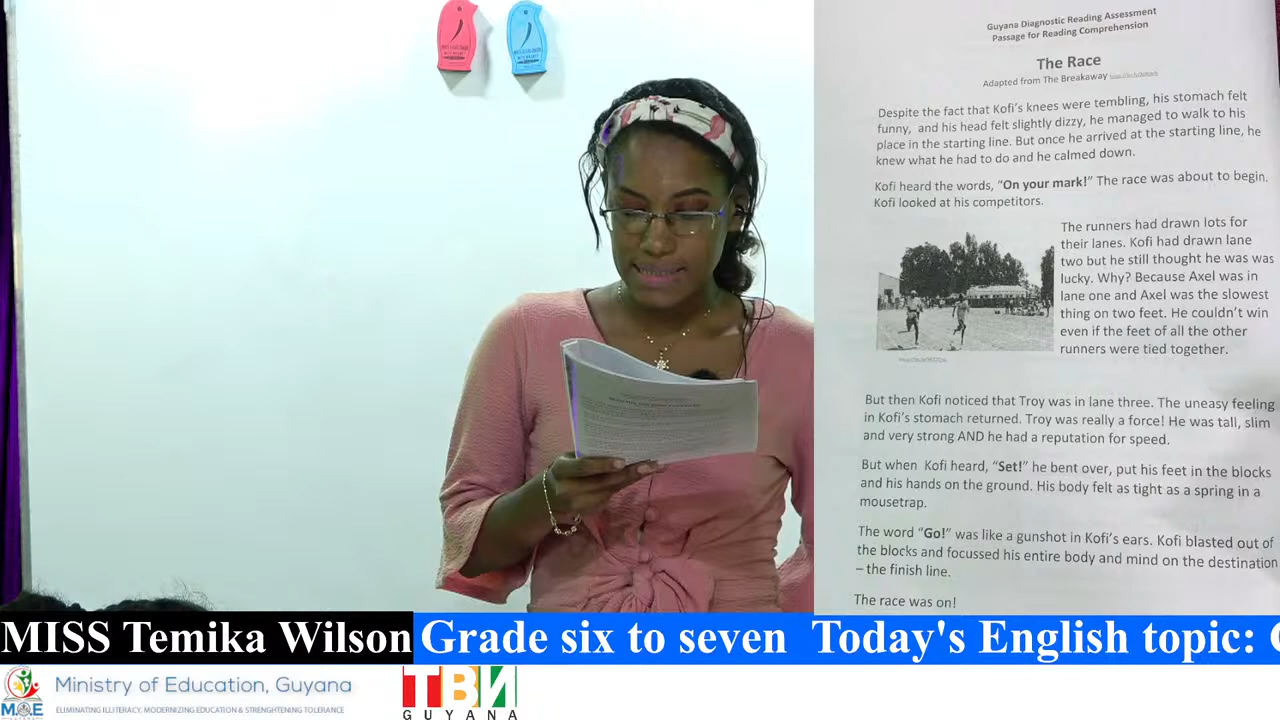 Guyana Diagnostic Reading Assessment
Passage for Reading Comprehension
The Race
Adapted from The Breakaway
Despite the fact that Kofi's knees were tembling, his stomach felt
funny, and his head felt slightly dizzy, he managed to walk to his
place in the starting line. But once he arrived at the starting line, he
knew what he had to do and he calmed down.
Kofi heard the words, "On your mark!" The race was about to begin.
Kofi looked at his competitors.
The runners had drawn lots for
their lanes. Kofi had drawn lane
two but he still thought he was was
lucky. Why? Because Axel was in
lane one and Axel was the slowest
thing on two feet. He couldn't win
even if the feet of all the other
runners were tied together.
But then Kofi noticed that Troy was in lane three. The uneasy feeling
in Kofi's stomach returned. Troy was really a force! He was tall, slim
and very strong AND he had a reputation for speed.
But when Kofi heard, "Set!" he bent over, put his feet in the blocks
and his hands on the ground. His body felt as tight as a spring in a
mousetrap.
The word "Go!" was like a gunshot in Kofi's ears. Kofi blasted out of
the blocks and focussed his entire body and mind on the destination
– the finish line.
The race was on!
MISS Temika Wilson Grade six to seven Today's English topic:
M.O.E
Ministry of Education, Guyana
ELIMINATING ILLITERACY, MODERNIZING EDUCATION & STRENGHTENING TOLERANCE
TBN
GUYANA